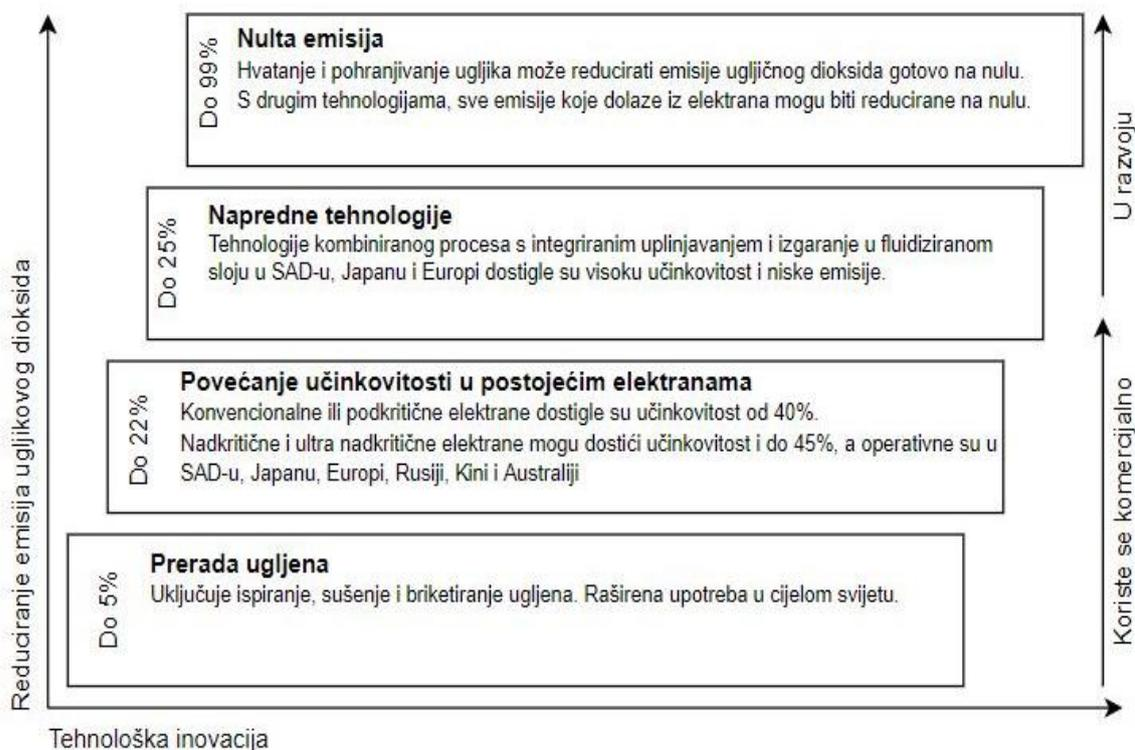 Reduciranje emisija ugljikovog dioksida
Do 99%
Nulta emisija
Hvatanje i pohranjivanje ugljika može reducirati emisije ugljičnog dioksida gotovo na nulu.
S drugim tehnologijama, sve emisije koje dolaze iz elektrana mogu biti reducirane na nulu.
U razvoju
Do 25%
Napredne tehnologije
Tehnologije kombiniranog procesa s integriranim uplinjavanjem i izgaranje u fluidiziranom
sloju u SAD-u, Japanu i Europi dostigle su visoku učinkovitost i niske emisije.
Do 22%
Povećanje učinkovitosti u postojećim elektranama
Konvencionalne ili podkritične elektrane dostigle su učinkovitost od 40%.
Nadkritične i ultra nadkritične elektrane mogu dostići učinkovitost i do 45%, a operativne su u
SAD-u, Japanu, Europi, Rusiji, Kini i Australiji
Koriste se komercijalno
Do 5%
Prerada ugljena
Uključuje ispiranje, sušenje i briketiranje ugljena. Raširena upotreba u cijelom svijetu.
Tehnološka inovacija